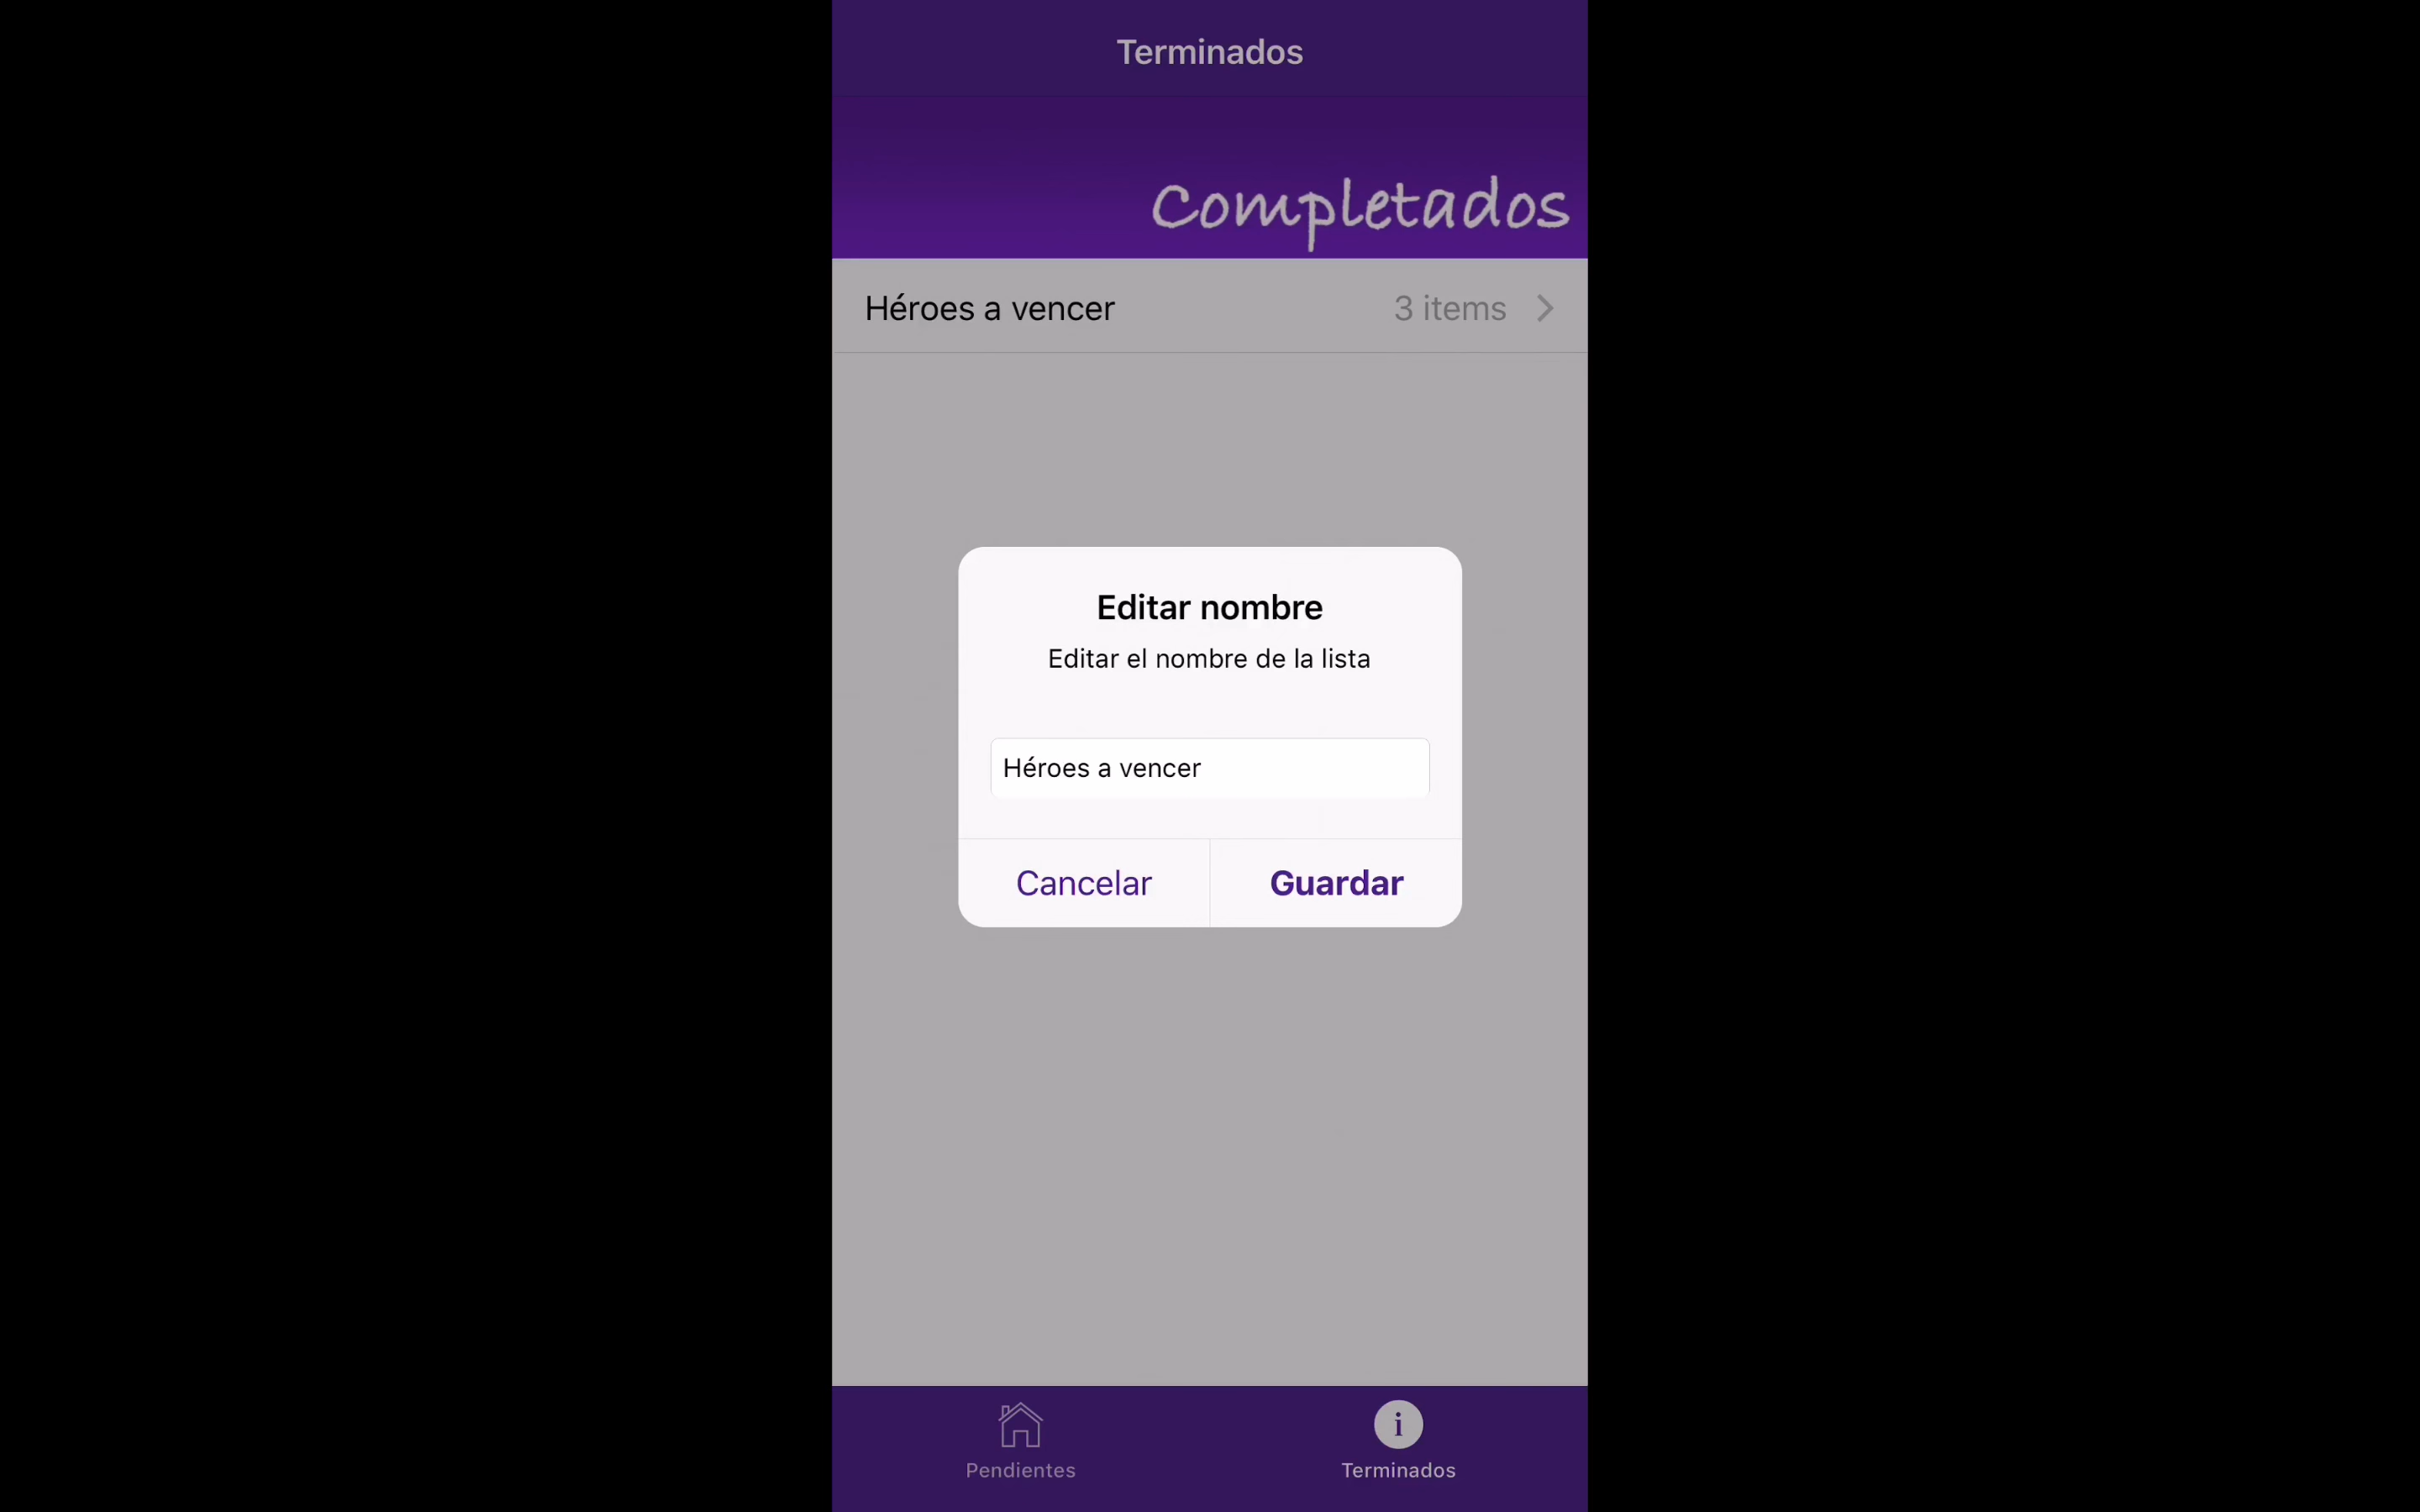 Terminados
Completados
Héroes a vencer 3 items
Editar nombre
Editar el nombre de la lista
Héroes a vencer
Cancelar Guardar
Pendientes Terminados